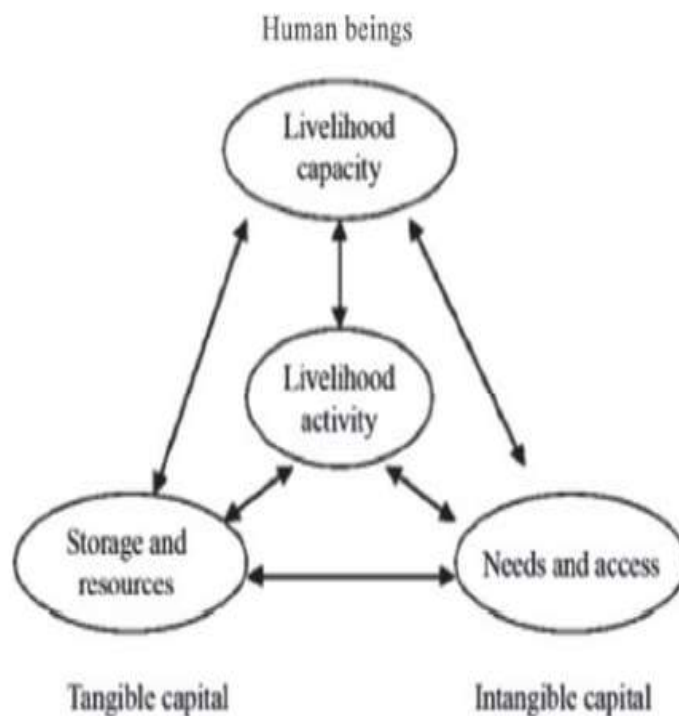 Human beings
Livelihood
capacity
Livelihood
activity
Storage and
resources
Needs and access
Tangible capital
Intangible capital